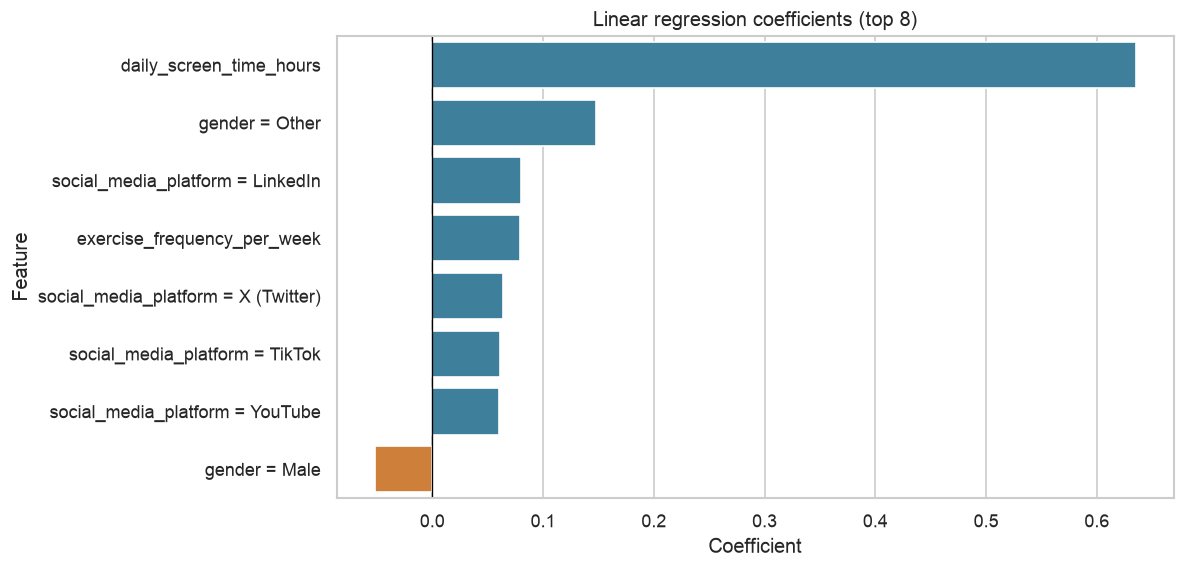 Linear regression coefficients (top 8)
Feature
daily_screen_time_hours
gender = Other
social_media_platform = LinkedIn
exercise_frequency_per_week
social_media_platform = X (Twitter)
social_media_platform = TikTok
social_media_platform = YouTube
gender = Male
0.0 0.1 0.2 0.3 0.4 0.5 0.6
Coefficient